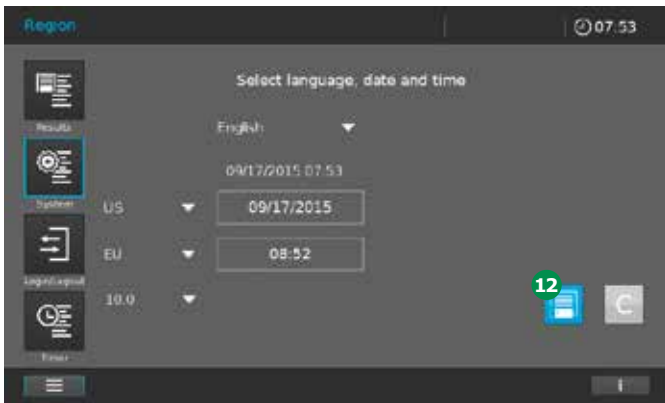 Region
07.53
Select language, date and time
Results
English
09/17/2015 07.53
System
US
09/17/2015
EU
08:52
Login/Logout
10.0
12
C
Timer
i